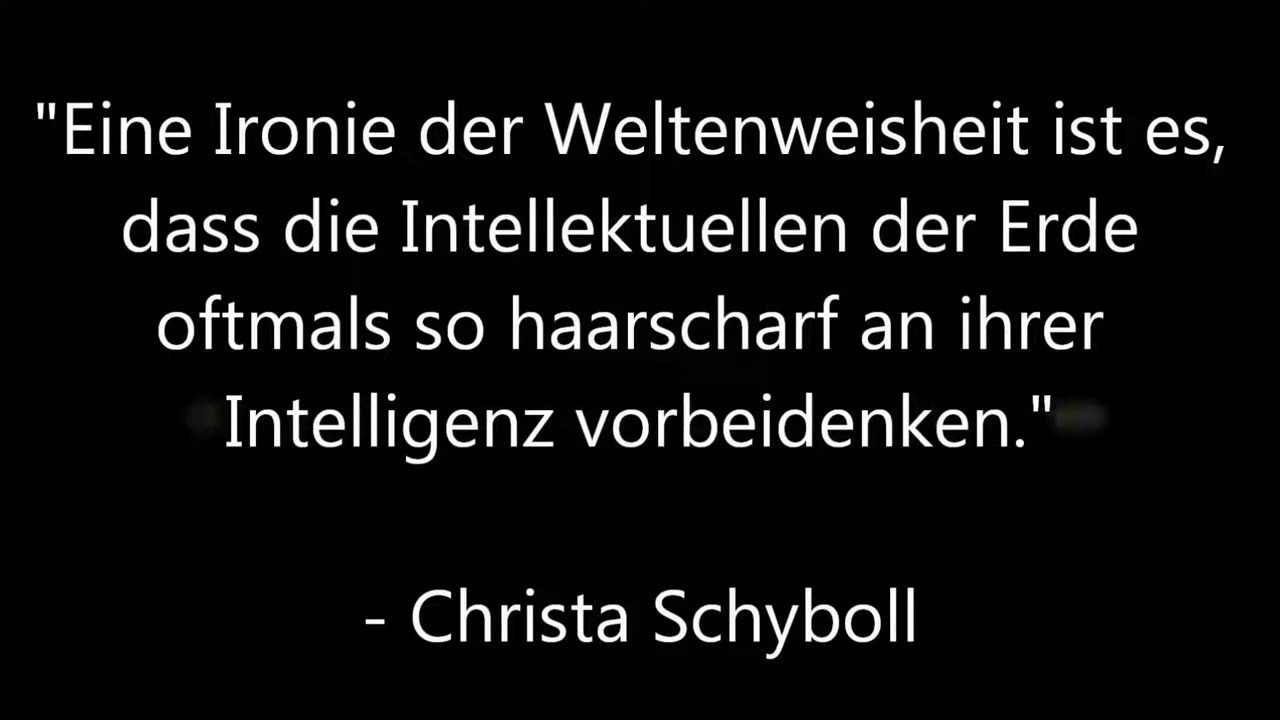 "Eine Ironie der Weltenweisheit ist es,
dass die Intellektuellen der Erde
oftmals so haarscharf an ihrer
Intelligenz vorbeidenken."
- Christa Schyboll